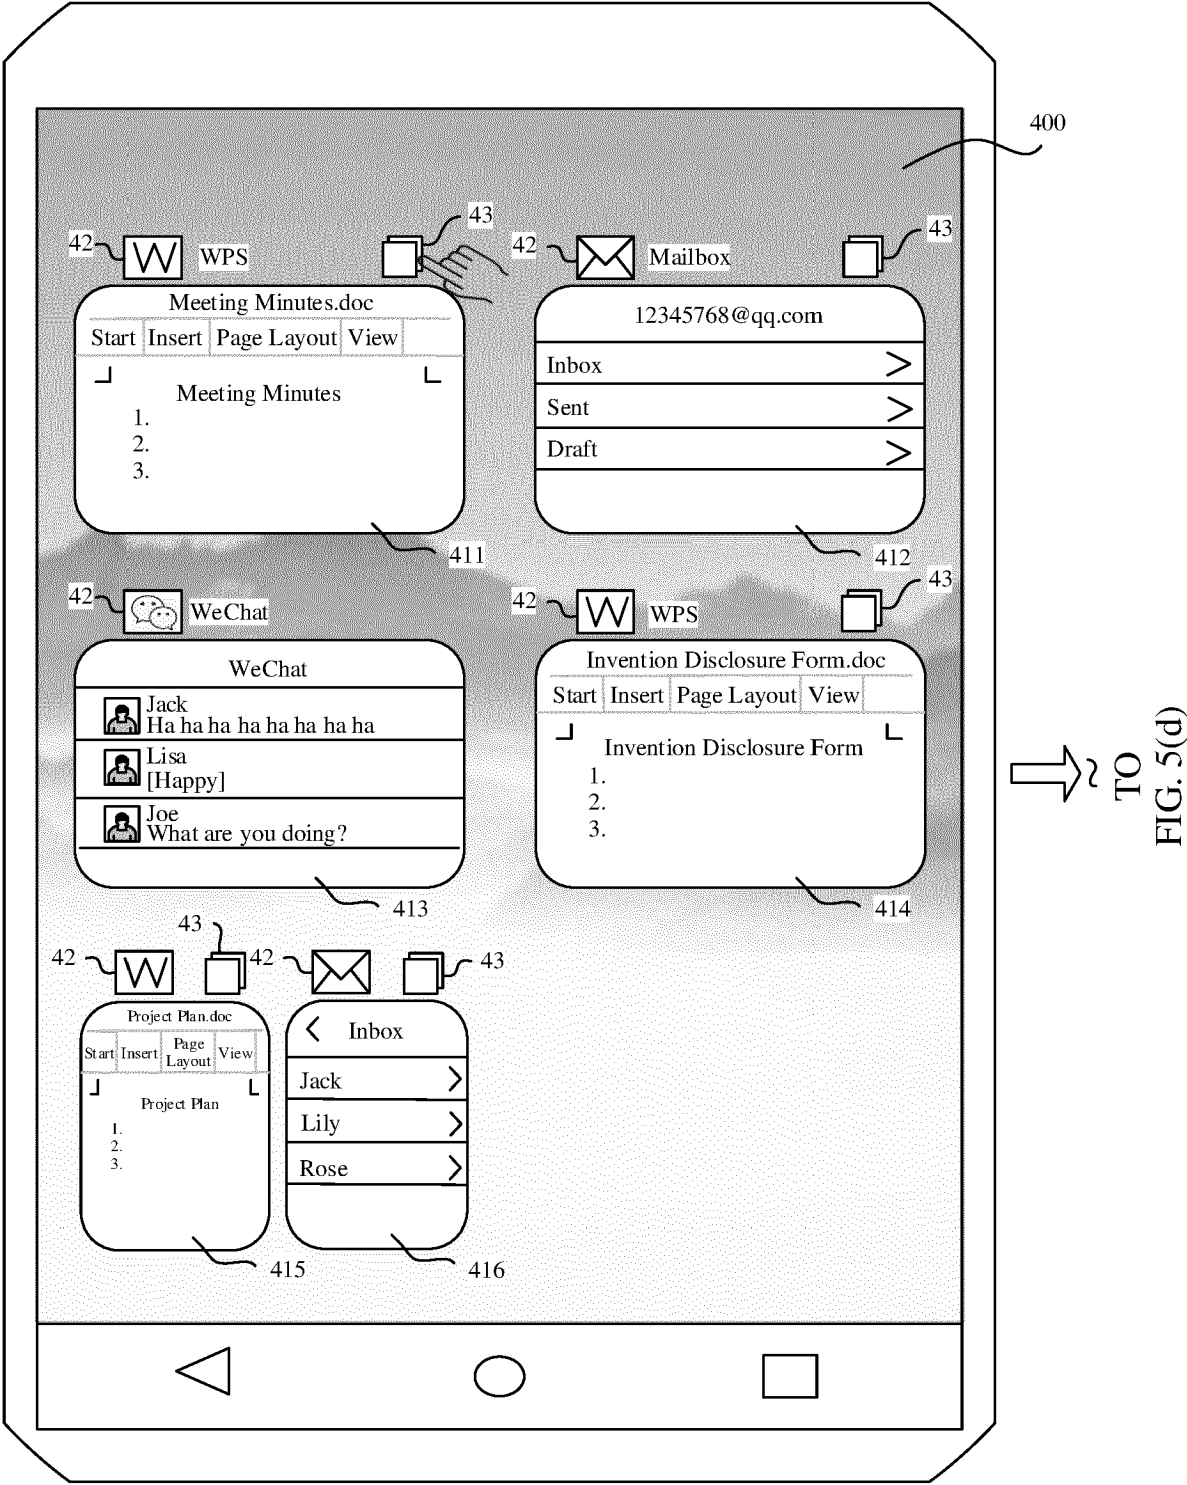 400
42
W
WPS
43
42
Mailbox
43
Meeting Minutes.doc
Start Insert Page Layout View
Meeting Minutes
1.
2.
3.
411
12345768@qq.com
Inbox
Sent
Draft
412
42
WeChat
WeChat
Jack
Ha ha ha ha ha ha ha ha
Lisa
[Happy]
Joe
What are you doing?
413
42
W
WPS
43
Invention Disclosure Form.doc
Start Insert Page Layout View
Invention Disclosure Form
1.
2.
3.
414
42
W
43
Project Plan.doc
Start Insert Page Layout View
Project Plan
1.
2.
3.
415
42
43
Inbox
Jack
Lily
Rose
416
TO
FIG. 5(d)